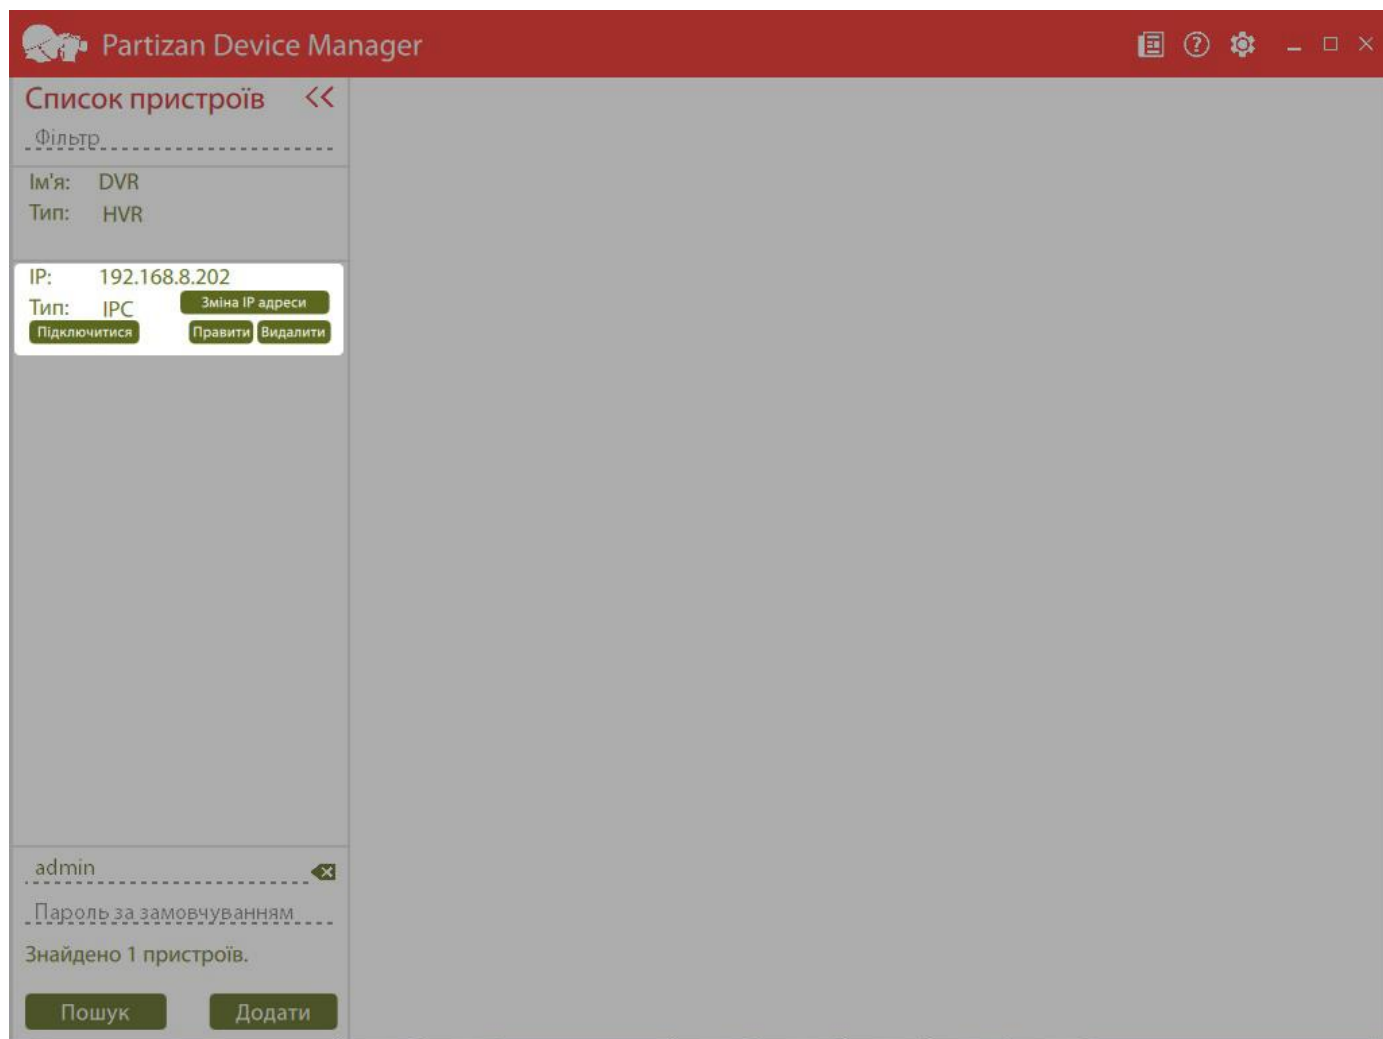 Partizan Device Manager
Список пристроїв <<
Фільтр
Ім'я: DVR
Тип: HVR
IP: 192.168.8.202
Зміна IP адреси
Тип: IPC
Підключитися Правити Видалити
admin
Пароль за замовчуванням
Знайдено 1 пристроїв.
Пошук Додати